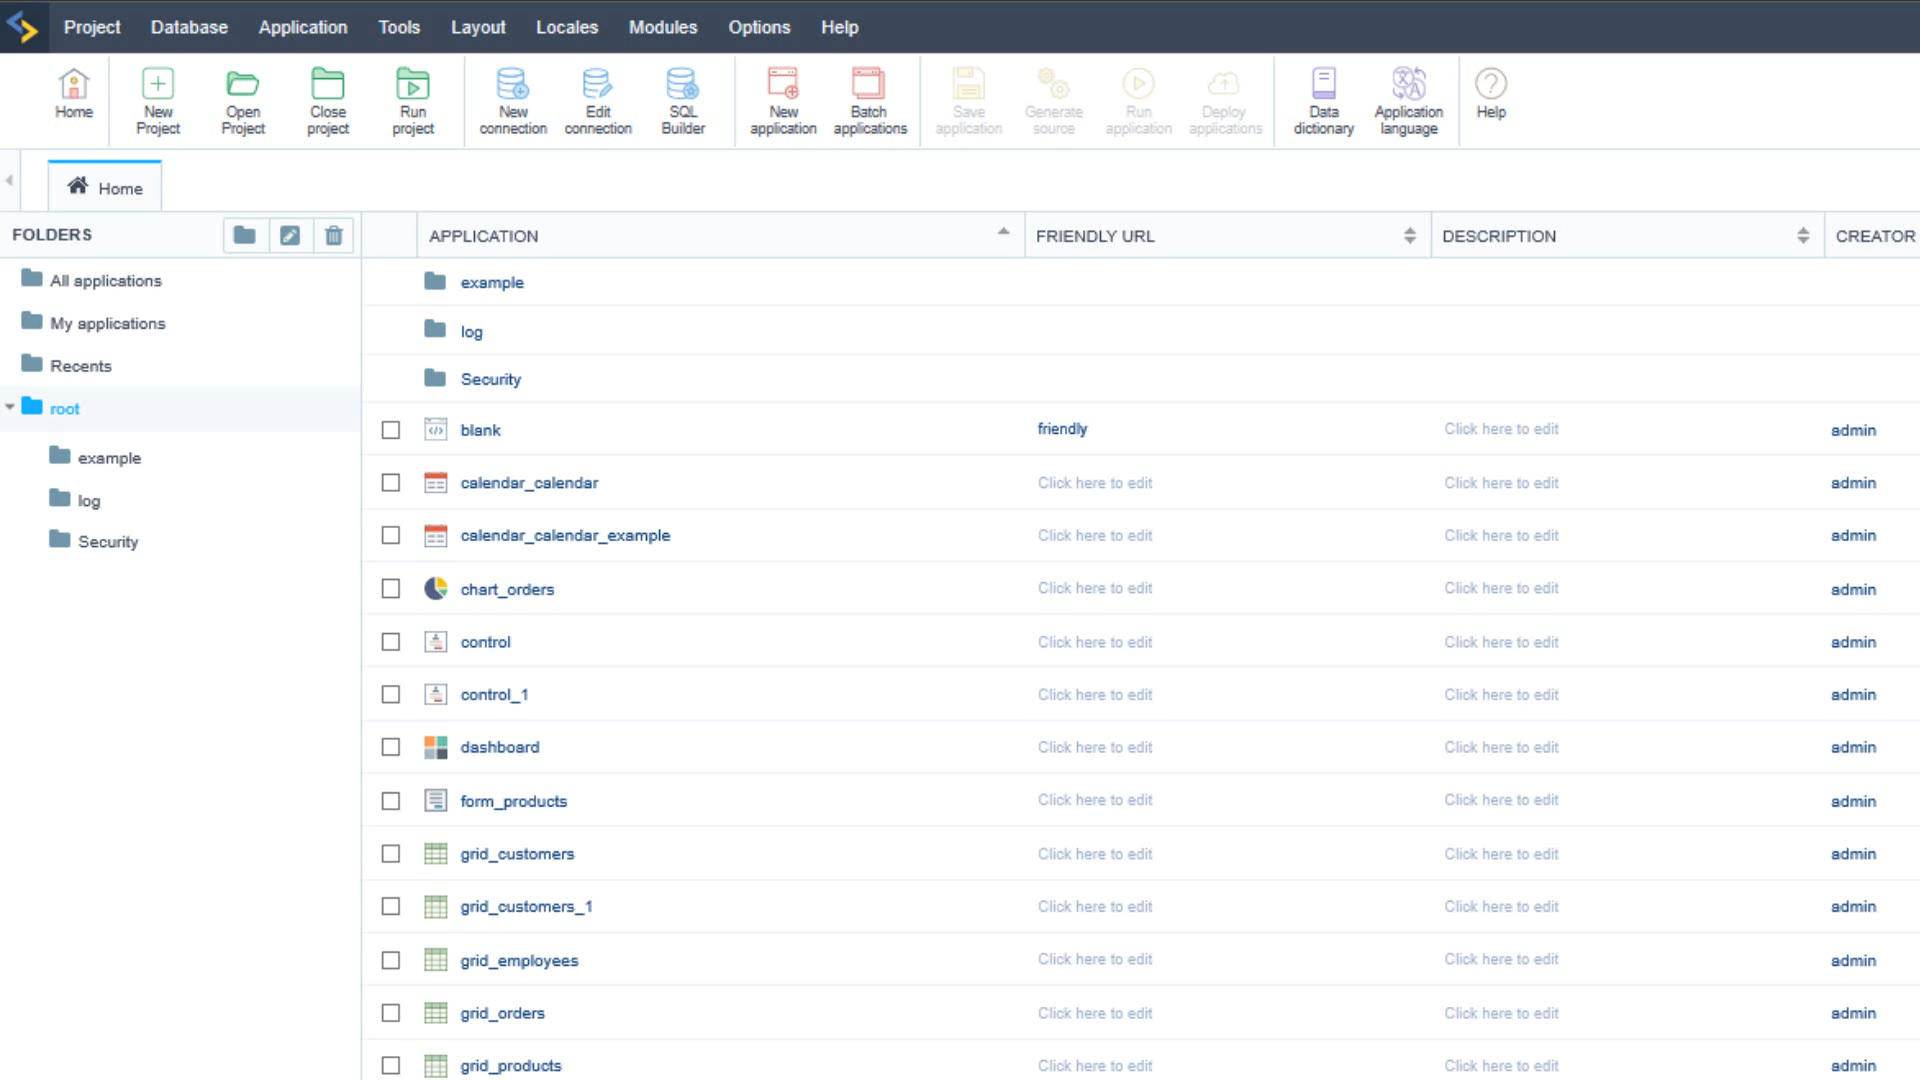 Project Database Application Tools Layout Locales Modules Options Help
Home
New Project
Open Project
Close project
Run project
New connection
Edit connection
SQL Builder
New application
Batch applications
Save application
Generate source
Run application
Deploy applications
Data dictionary
Application language
Help
Home
FOLDERS
All applications
My applications
Recents
root
example
log
Security
APPLICATION FRIENDLY URL DESCRIPTION CREATOR
example
log
Security
blank friendly Click here to edit admin
calendar_calendar Click here to edit Click here to edit admin
calendar_calendar_example Click here to edit Click here to edit admin
chart_orders Click here to edit Click here to edit admin
control Click here to edit Click here to edit admin
control_1 Click here to edit Click here to edit admin
dashboard Click here to edit Click here to edit admin
form_products Click here to edit Click here to edit admin
grid_customers Click here to edit Click here to edit admin
grid_customers_1 Click here to edit Click here to edit admin
grid_employees Click here to edit Click here to edit admin
grid_orders Click here to edit Click here to edit admin
grid_products Click here to edit Click here to edit admin